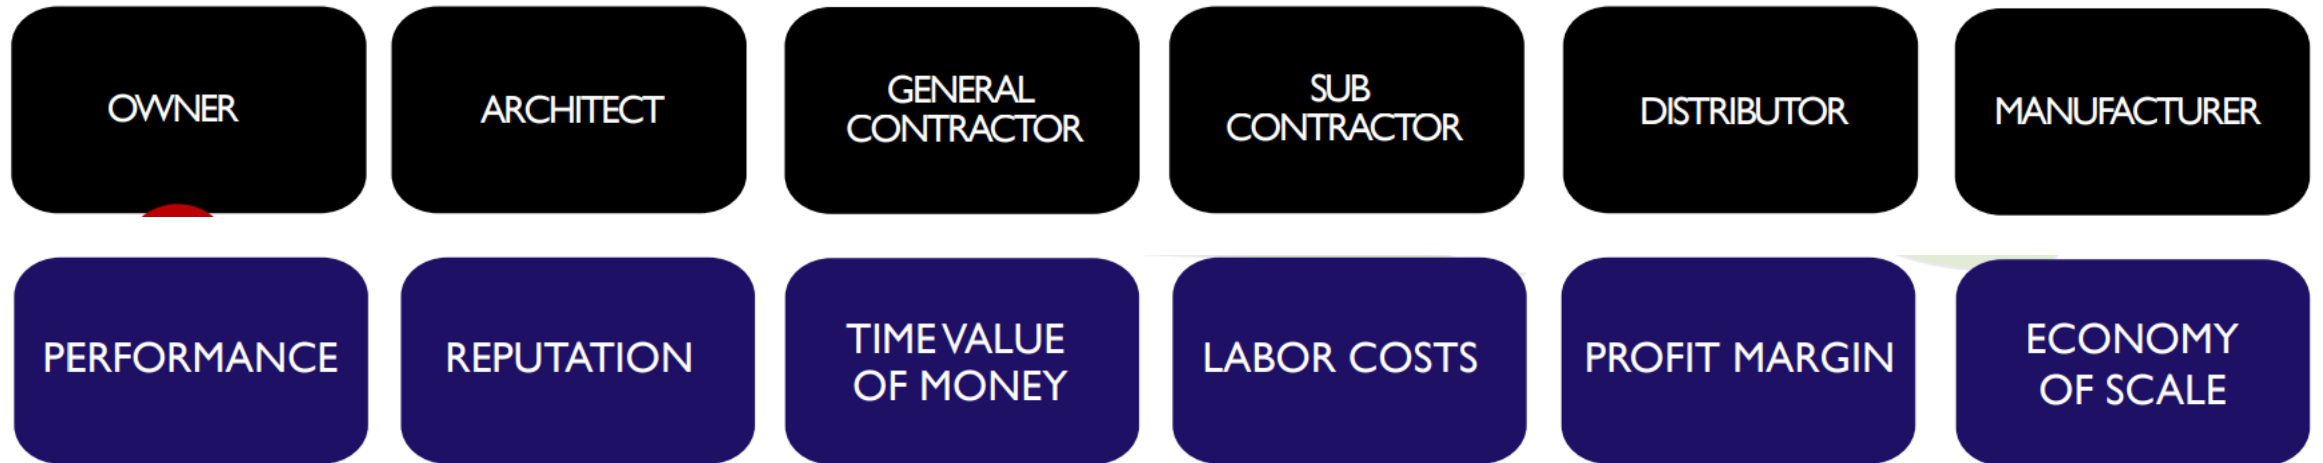 OWNER
ARCHITECT
GENERAL
CONTRACTOR
SUB
CONTRACTOR
DISTRIBUTOR
MANUFACTURER
PERFORMANCE
REPUTATION
TIME VALUE
OF MONEY
LABOR COSTS
PROFIT MARGIN
ECONOMY
OF SCALE